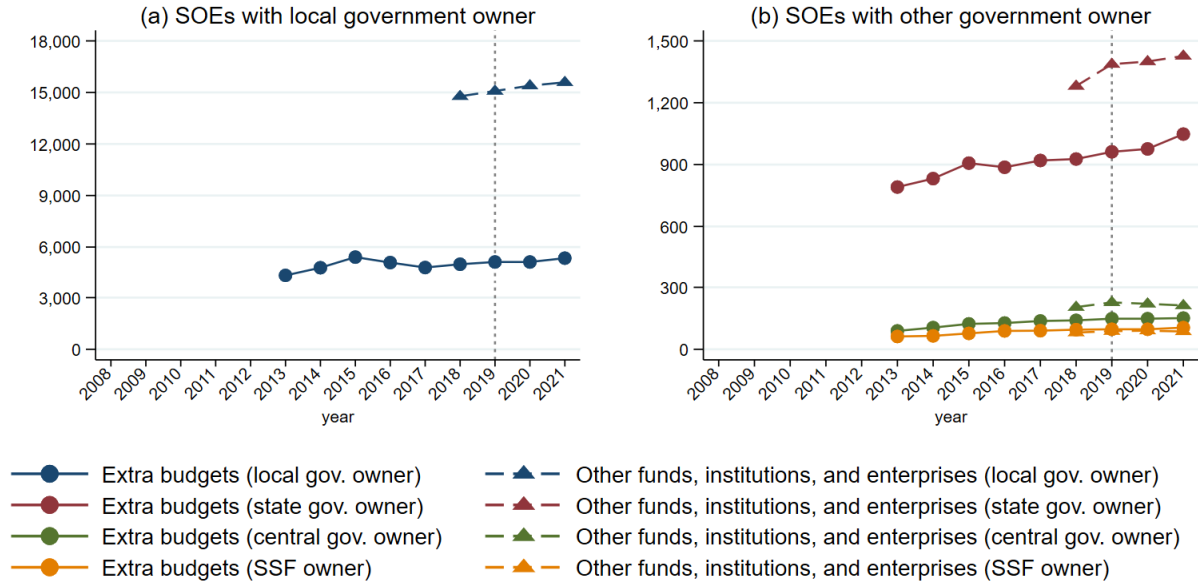 (a) SOEs with local government owner
18,000
15,000
12,000
9,000
6,000
3,000
0
2008 2009 2010 2011 2012 2013 2014 2015 2016 2017 2018 2019 2020 2021
year
(b) SOEs with other government owner
1,500
1,200
900
600
300
0
2008 2009 2010 2011 2012 2013 2014 2015 2016 2017 2018 2019 2020 2021
year
Extra budgets (local gov. owner)
Other funds, institutions, and enterprises (local gov. owner)
Extra budgets (state gov. owner)
Other funds, institutions, and enterprises (state gov. owner)
Extra budgets (central gov. owner)
Other funds, institutions, and enterprises (central gov. owner)
Extra budgets (SSF owner)
Other funds, institutions, and enterprises (SSF owner)